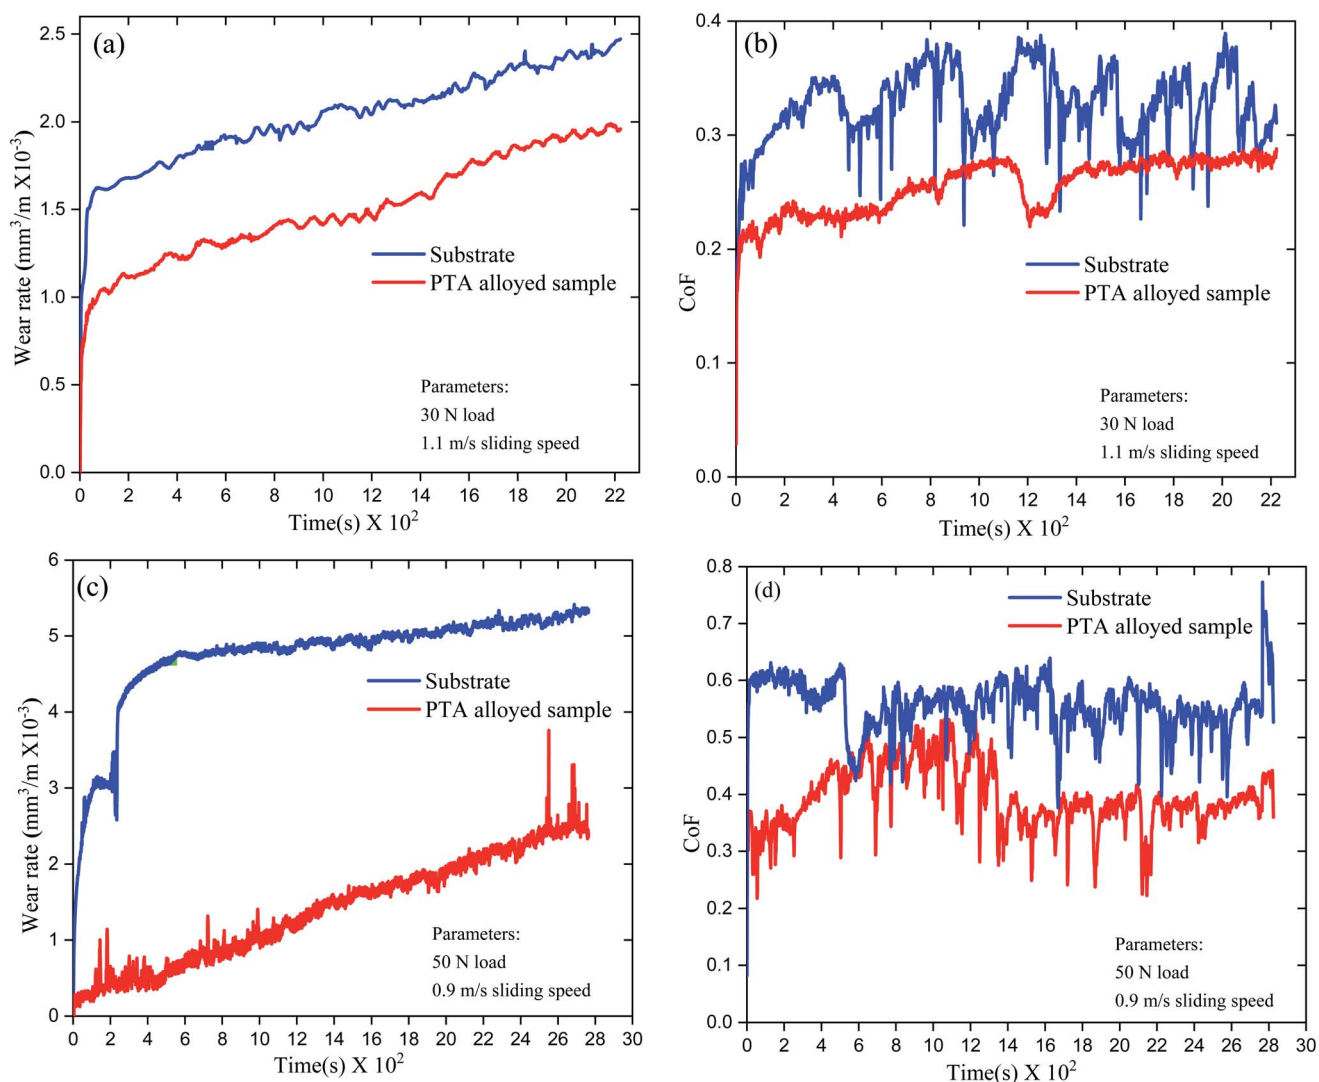 (a)
2.5
2.0
1.5
1.0
0.5
0.0
Wear rate (mm³/m X10⁻³)
Substrate
PTA alloyed sample
Parameters:
30 N load
1.1 m/s sliding speed
0 2 4 6 8 10 12 14 16 18 20 22
Time(s) X 10²
(b)
0.4
0.3
0.2
0.1
0.0
CoF
Substrate
PTA alloyed sample
Parameters:
30 N load
1.1 m/s sliding speed
0 2 4 6 8 10 12 14 16 18 20 22
Time(s) X 10²
(c)
6
5
4
3
2
1
0
Wear rate (mm³/m X10⁻³)
Substrate
PTA alloyed sample
Parameters:
50 N load
0.9 m/s sliding speed
0 2 4 6 8 10 12 14 16 18 20 22 24 26 28 30
Time(s) X 10²
(d)
0.8
0.7
0.6
0.5
0.4
0.3
0.2
0.1
0.0
CoF
Substrate
PTA alloyed sample
Parameters:
50 N load
0.9 m/s sliding speed
0 2 4 6 8 10 12 14 16 18 20 22 24 26 28 30
Time(s) X 10²